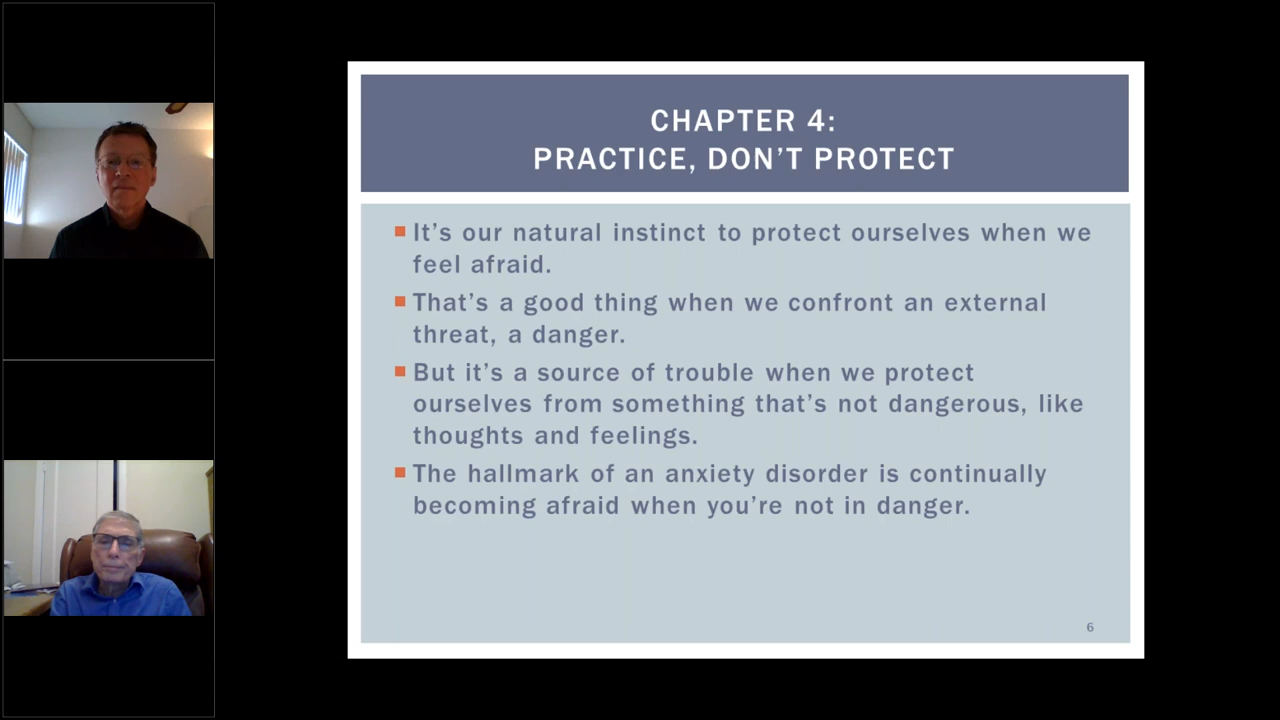 CHAPTER 4:
PRACTICE, DON’T PROTECT
It’s our natural instinct to protect ourselves when we
feel afraid.
That’s a good thing when we confront an external
threat, a danger.
But it’s a source of trouble when we protect
ourselves from something that’s not dangerous, like
thoughts and feelings.
The hallmark of an anxiety disorder is continually
becoming afraid when you’re not in danger.
6